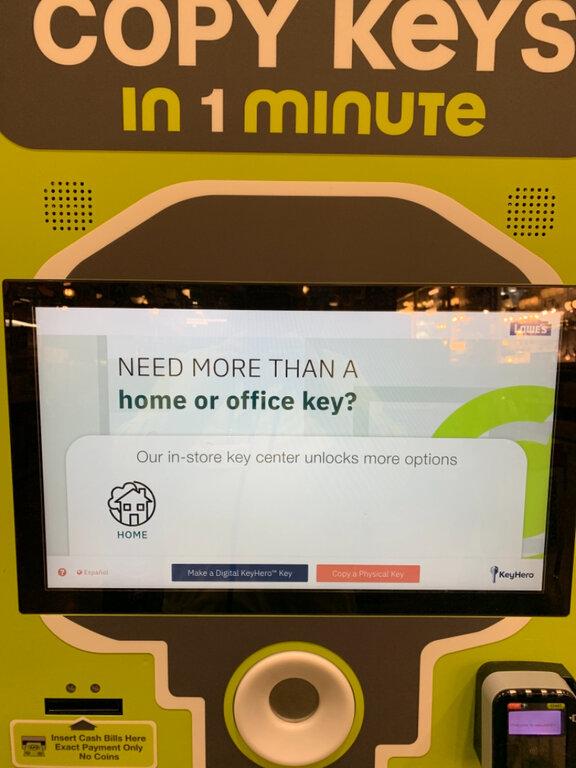 COPY KEYS
IN 1 MINUTE
LOWE'S
NEED MORE THAN A
home or office key?
Our in-store key center unlocks more options
HOME
? Español
Make a Digital KeyHero™ Key
Copy a Physical Key
KeyHero
Insert Cash Bills Here
Exact Payment Only
No Coins